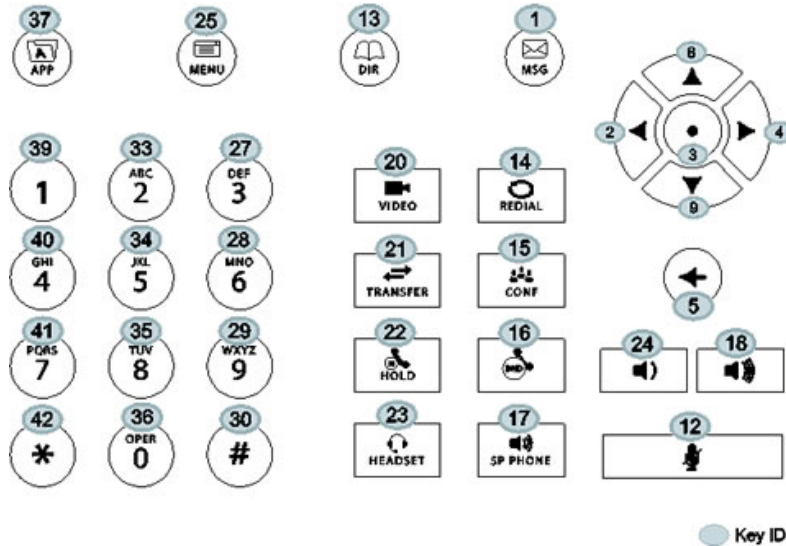 37 25 13 1
APP MENU DIR MSG
8
2 4
3
9
39 33 27 20 14
1 ABC 2 DEF 3 VIDEO REDIAL
40 34 28 21 15
GHI 4 JKL 5 MNO 6 TRANSFER CONF
5
41 35 29 22 16 24 18
PQRS 7 TUV 8 WXYZ 9 HOLD DND
42 36 30 23 17 12
* OPER 0 # HEADSET SP PHONE
Key ID